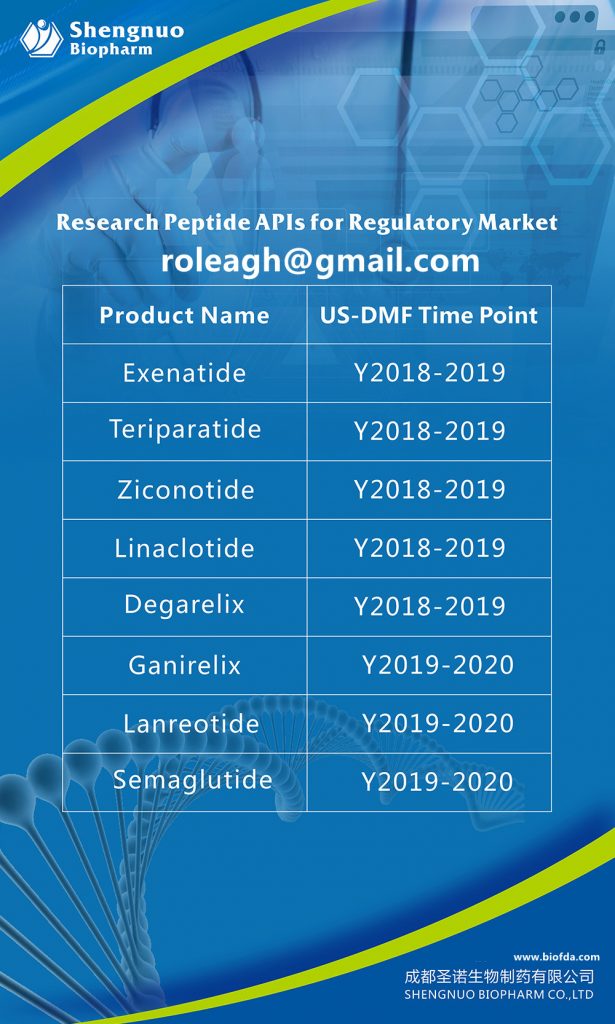 Shengnuo
Biopharm
Research Peptide APIs for Regulatory Market
roleagh@gmail.com
Product Name US-DMF Time Point
Exenatide Y2018-2019
Teriparatide Y2018-2019
Ziconotide Y2018-2019
Linaclotide Y2018-2019
Degarelix Y2018-2019
Ganirelix Y2019-2020
Lanreotide Y2019-2020
Semaglutide Y2019-2020
www.biofda.com
成都圣诺生物制药有限公司
SHENGNUO BIOPHARM CO.,LTD